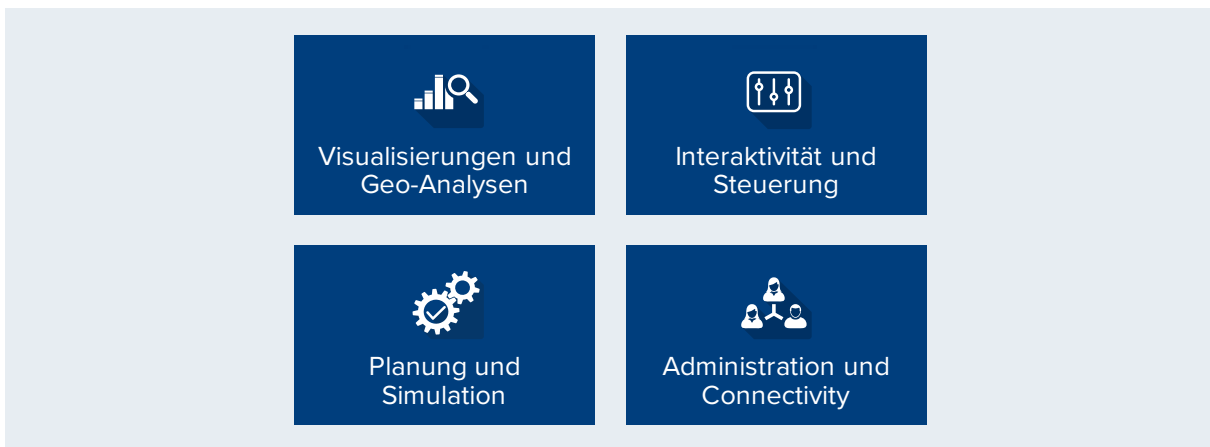 Visualisierungen und
Geo-Analysen
Interaktivität und
Steuerung
Planung und
Simulation
Administration und
Connectivity